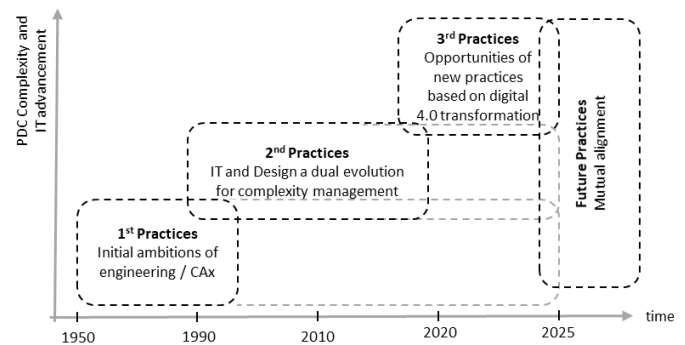 PDC Complexity and
IT advancement
3rd Practices
Opportunities of
new practices
based on digital
4.0 transformation
2nd Practices
IT and Design a dual evolution
for complexity management
1st Practices
Initial ambitions of
engineering / CAx
Future Practices
Mutual alignment
time
1950
1990
2010
2020
2025